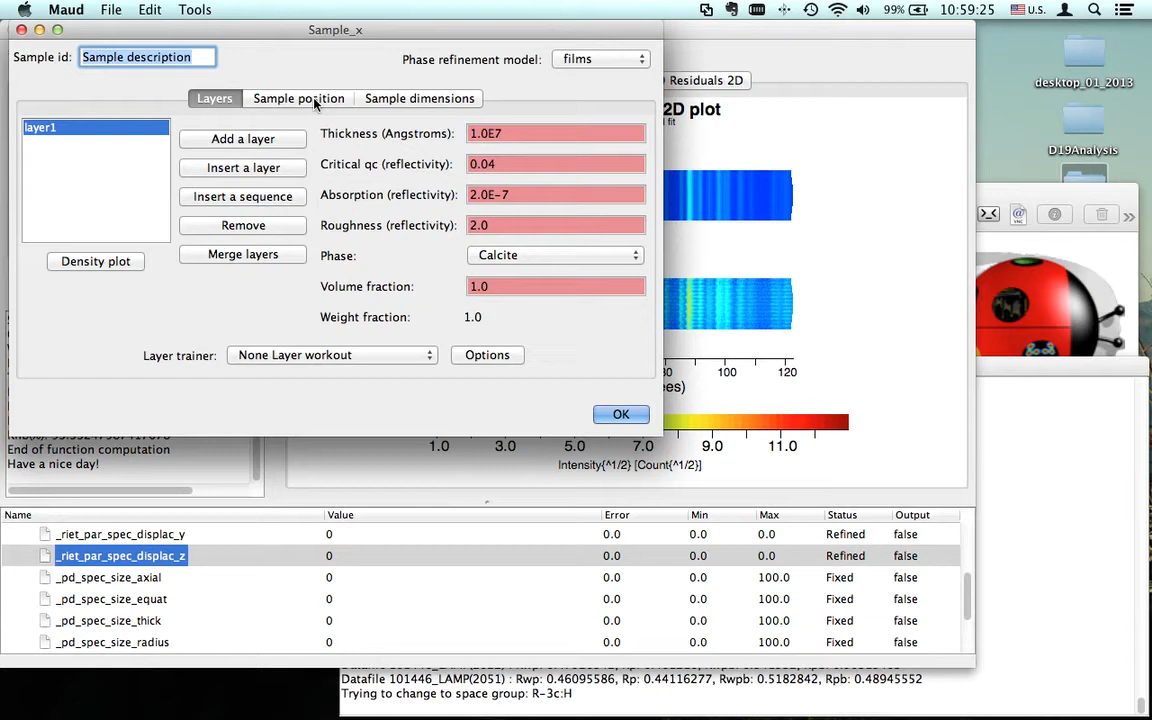 Maud File Edit Tools 99% 10:59:25 U.S.
Sample_x
Sample id: Sample description
Phase refinement model: films
Residuals 2D
Layers Sample position Sample dimensions
2D plot
fit
desktop_01_2013
layer1
Add a layer
Insert a layer
Insert a sequence
Remove
Merge layers
Density plot
Thickness (Angstroms): 1.0E7
Critical qc (reflectivity): 0.04
Absorption (reflectivity): 2.0E-7
Roughness (reflectivity): 2.0
Phase: Calcite
Volume fraction: 1.0
Weight fraction: 1.0
D19Analysis
Layer trainer: None Layer workout Options
OK
80 100 120
es)
End of function computation
Have a nice day!
1.0 3.0 5.0 7.0 9.0 11.0
Intensity{^1/2} [Count{^1/2}]
Name Value Error Min Max Status Output
_riet_par_spec_displac_y 0 0.0 0.0 0.0 Refined false
_riet_par_spec_displac_z 0 0.0 0.0 0.0 Refined false
_pd_spec_size_axial 0 0.0 0.0 100.0 Fixed false
_pd_spec_size_equat 0 0.0 0.0 100.0 Fixed false
_pd_spec_size_thick 0 0.0 0.0 100.0 Fixed false
_pd_spec_size_radius 0 0.0 0.0 100.0 Fixed false
Datafile 101446_LAMP(2051) : Rwp: 0.46095586, Rp: 0.44116277, Rwpb: 0.5182842, Rpb: 0.48945552
Trying to change to space group: R-3c:H